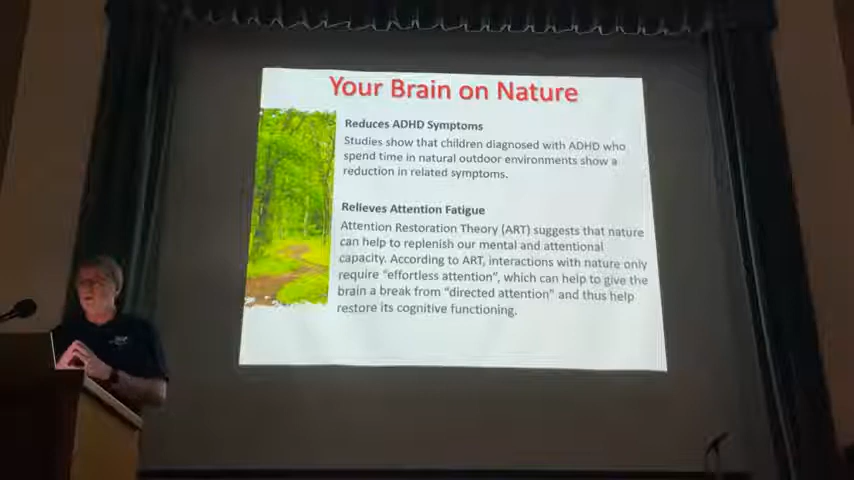 Your Brain on Nature
Reduces ADHD Symptoms
Studies show that children diagnosed with ADHD who
spend time in natural outdoor environments show a
reduction in related symptoms.
Relieves Attention Fatigue
Attention Restoration Theory (ART) suggests that nature
can help to replenish our mental and attentional
capacity. According to ART, interactions with nature only
require “effortless attention”, which can help to give the
brain a break from “directed attention” and thus help
restore its cognitive functioning.